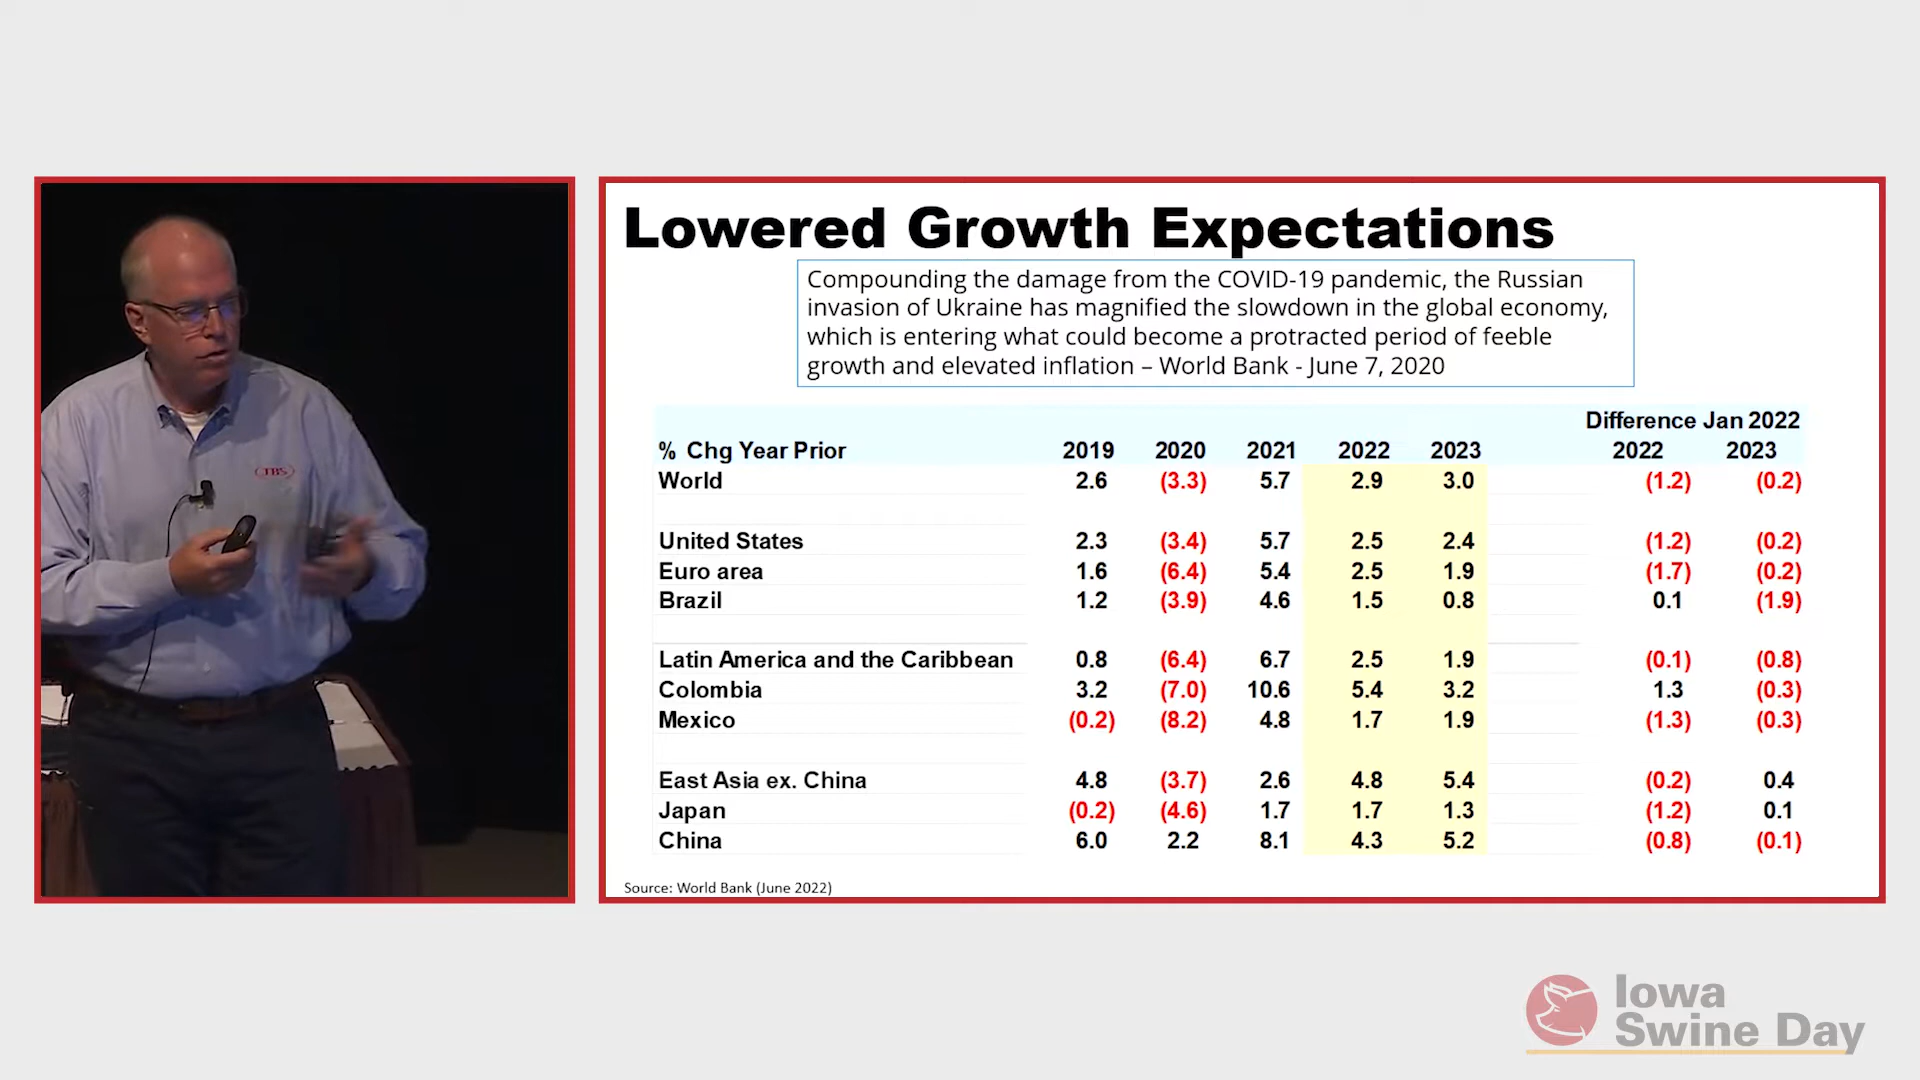 Lowered Growth Expectations
Compounding the damage from the COVID-19 pandemic, the Russian
invasion of Ukraine has magnified the slowdown in the global economy,
which is entering what could become a protracted period of feeble
growth and elevated inflation – World Bank - June 7, 2020
Difference Jan 2022
% Chg Year Prior 2019 2020 2021 2022 2023 2022 2023
World 2.6 (3.3) 5.7 2.9 3.0 (1.2) (0.2)
United States 2.3 (3.4) 5.7 2.5 2.4 (1.2) (0.2)
Euro area 1.6 (6.4) 5.4 2.5 1.9 (1.7) (0.2)
Brazil 1.2 (3.9) 4.6 1.5 0.8 0.1 (1.9)
Latin America and the Caribbean 0.8 (6.4) 6.7 2.5 1.9 (0.1) (0.8)
Colombia 3.2 (7.0) 10.6 5.4 3.2 1.3 (0.3)
Mexico (0.2) (8.2) 4.8 1.7 1.9 (1.3) (0.3)
East Asia ex. China 4.8 (3.7) 2.6 4.8 5.4 (0.2) 0.4
Japan (0.2) (4.6) 1.7 1.7 1.3 (1.2) 0.1
China 6.0 2.2 8.1 4.3 5.2 (0.8) (0.1)
Source: World Bank (June 2022)
Iowa
Swine Day